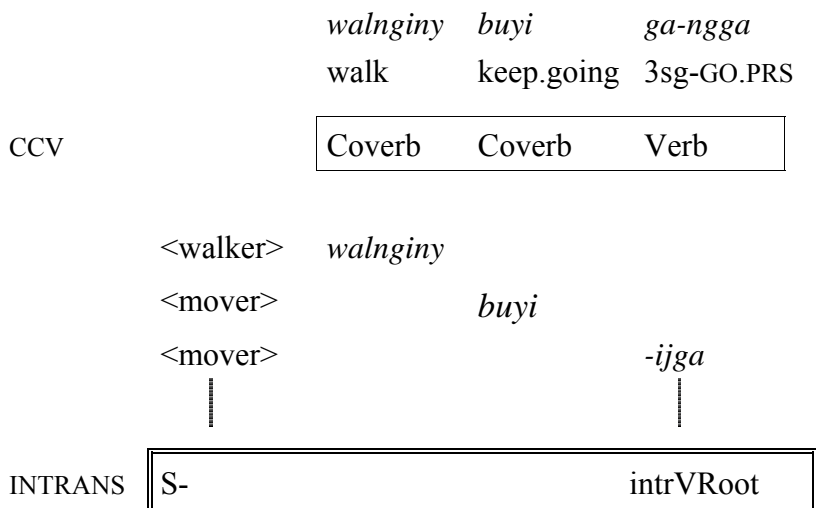 walnginy buyi ga-ngga
walk keep.going 3sg-GO.PRS
CCV Coverb Coverb Verb
<walker> walnginy
<mover> buyi
<mover> -ijga
INTRANS S- intrVRoot